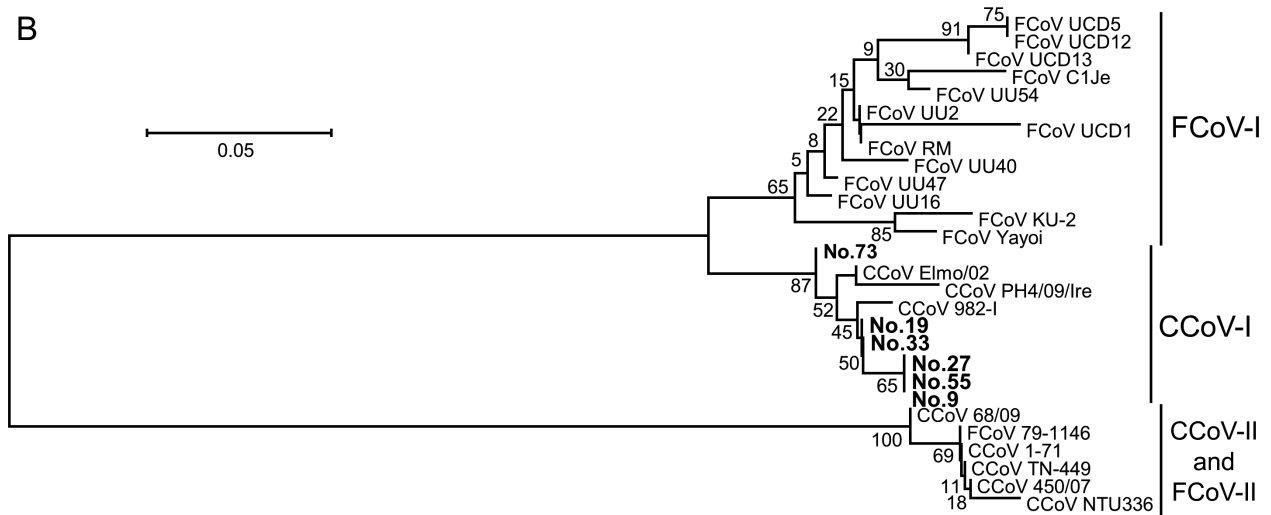 B
75
FCoV UCD5
91
FCoV UCD12
9
FCoV UCD13
30
FCoV C1Je
15
FCoV UU54
22
FCoV UU2
FCoV UCD1
8
FCoV RM
FCoV UU40
5
FCoV UU47
65
FCoV UU16
FCoV KU-2
85
FCoV Yayoi
FCoV-I
0.05
No.73
87
CCoV Elmo/02
CCoV PH4/09/Ire
52
CCoV 982-I
45
No.19
No.33
50
No.27
65
No.55
No.9
CCoV-I
CCoV 68/09
100
FCoV 79-1146
69
CCoV 1-71
CCoV TN-449
11
CCoV 450/07
18
CCoV NTU336
CCoV-II
and
FCoV-II